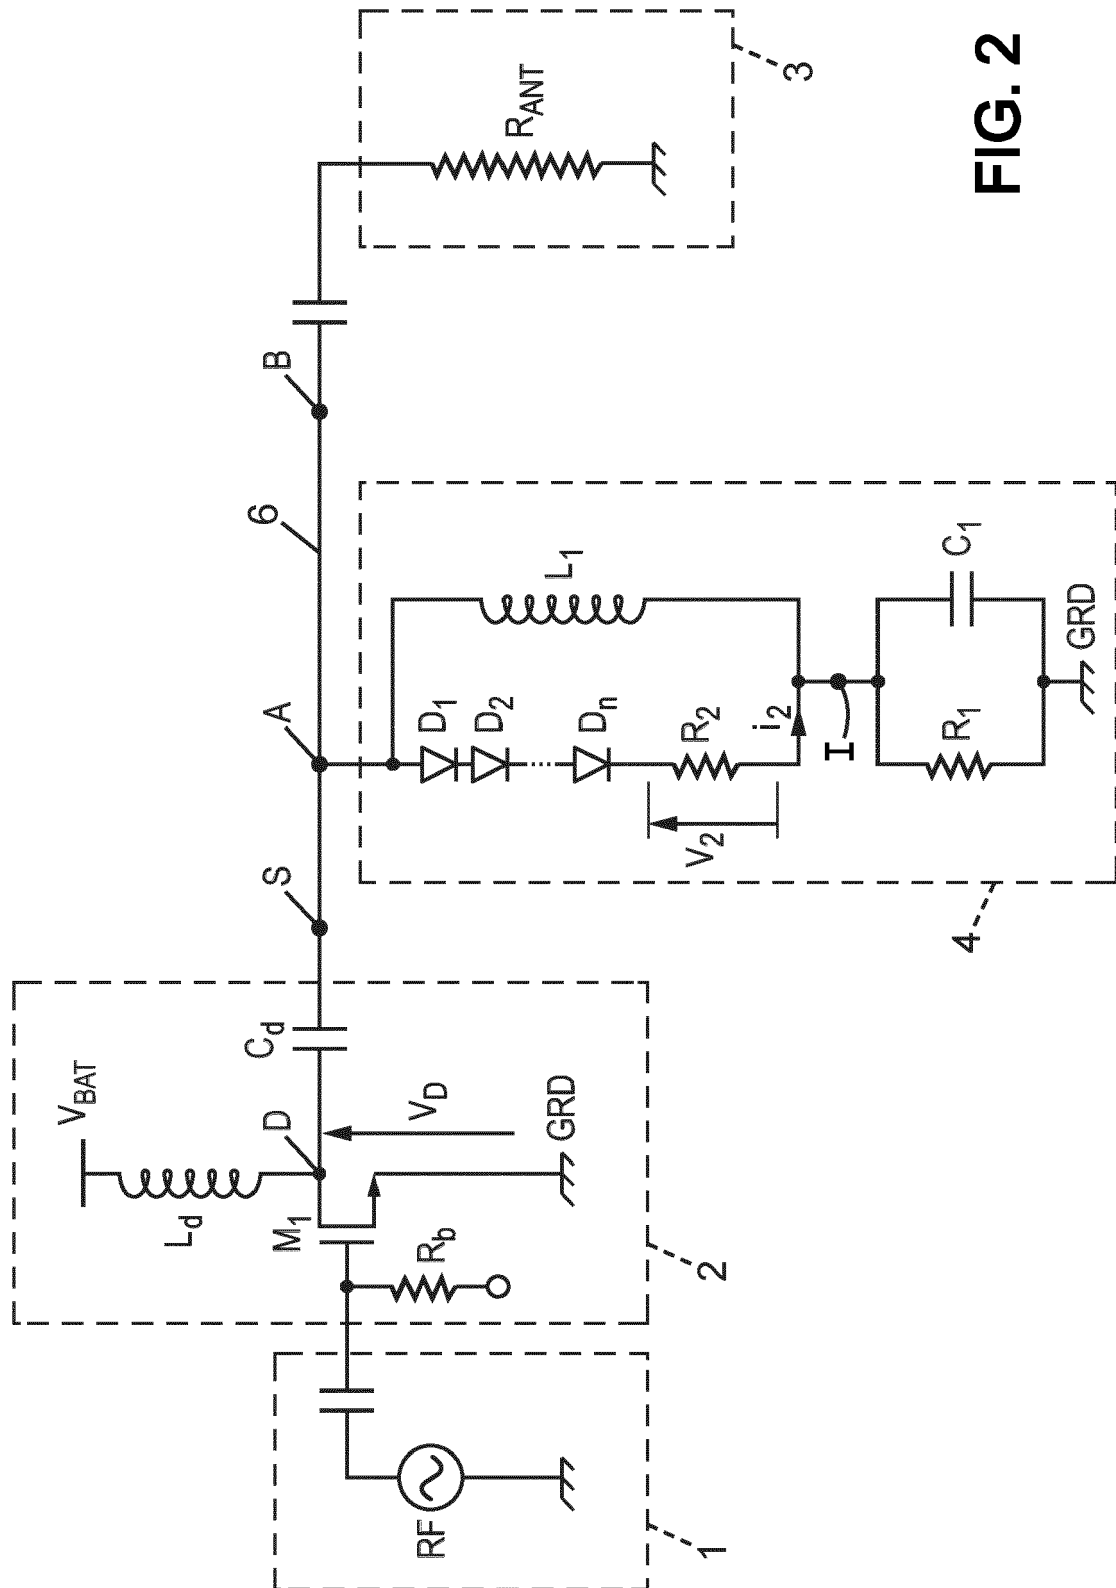 V_BAT
L_d
D
C_d
S
A
6
B
M_1
V_D
GRD
R_b
RF
1
2
D_1
D_2
D_n
L_1
R_2
i_2
V_2
I
R_1
C_1
GRD
4
R_ANT
3
FIG. 2